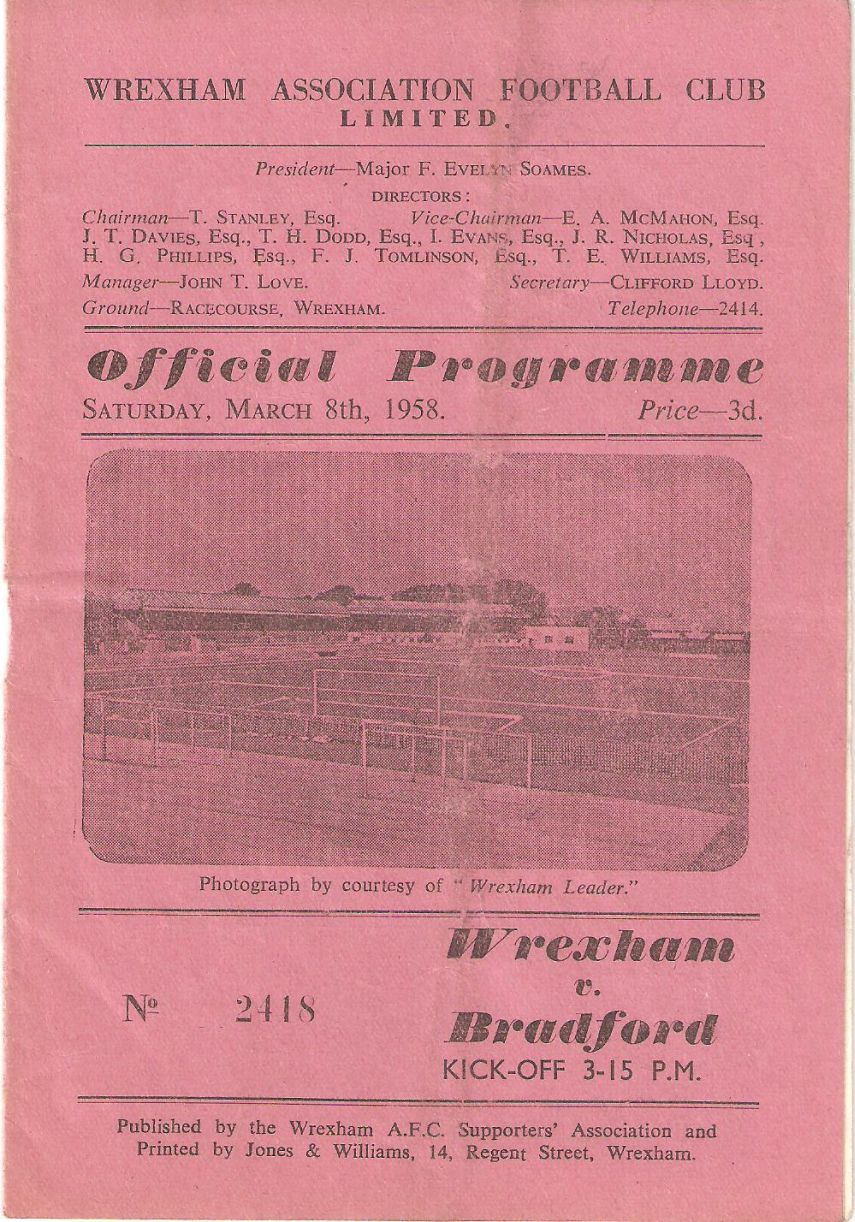 WREXHAM ASSOCIATION FOOTBALL CLUB
LIMITED.
President—Major F. EVELYN SOAMES.
DIRECTORS:
Chairman—T. STANLEY, Esq. Vice-Chairman—E. A. McMAHON, Esq.
J. T. DAVIES, Esq., T. H. DODD, Esq., I. EVANS, Esq., J. R. NICHOLAS, Esq.,
H. G. PHILLIPS, Esq., F. J. TOMLINSON, Esq., T. E. WILLIAMS, Esq.
Manager—JOHN T. LOVE. Secretary—CLIFFORD LLOYD.
Ground—RACECOURSE, WREXHAM. Telephone—2414.
Official Programme
SATURDAY, MARCH 8th, 1958. Price—3d.
Photograph by courtesy of "Wrexham Leader."
Wrexham
v.
Nº 2418
Bradford
KICK-OFF 3-15 P.M.
Published by the Wrexham A.F.C. Supporters' Association and
Printed by Jones & Williams, 14, Regent Street, Wrexham.